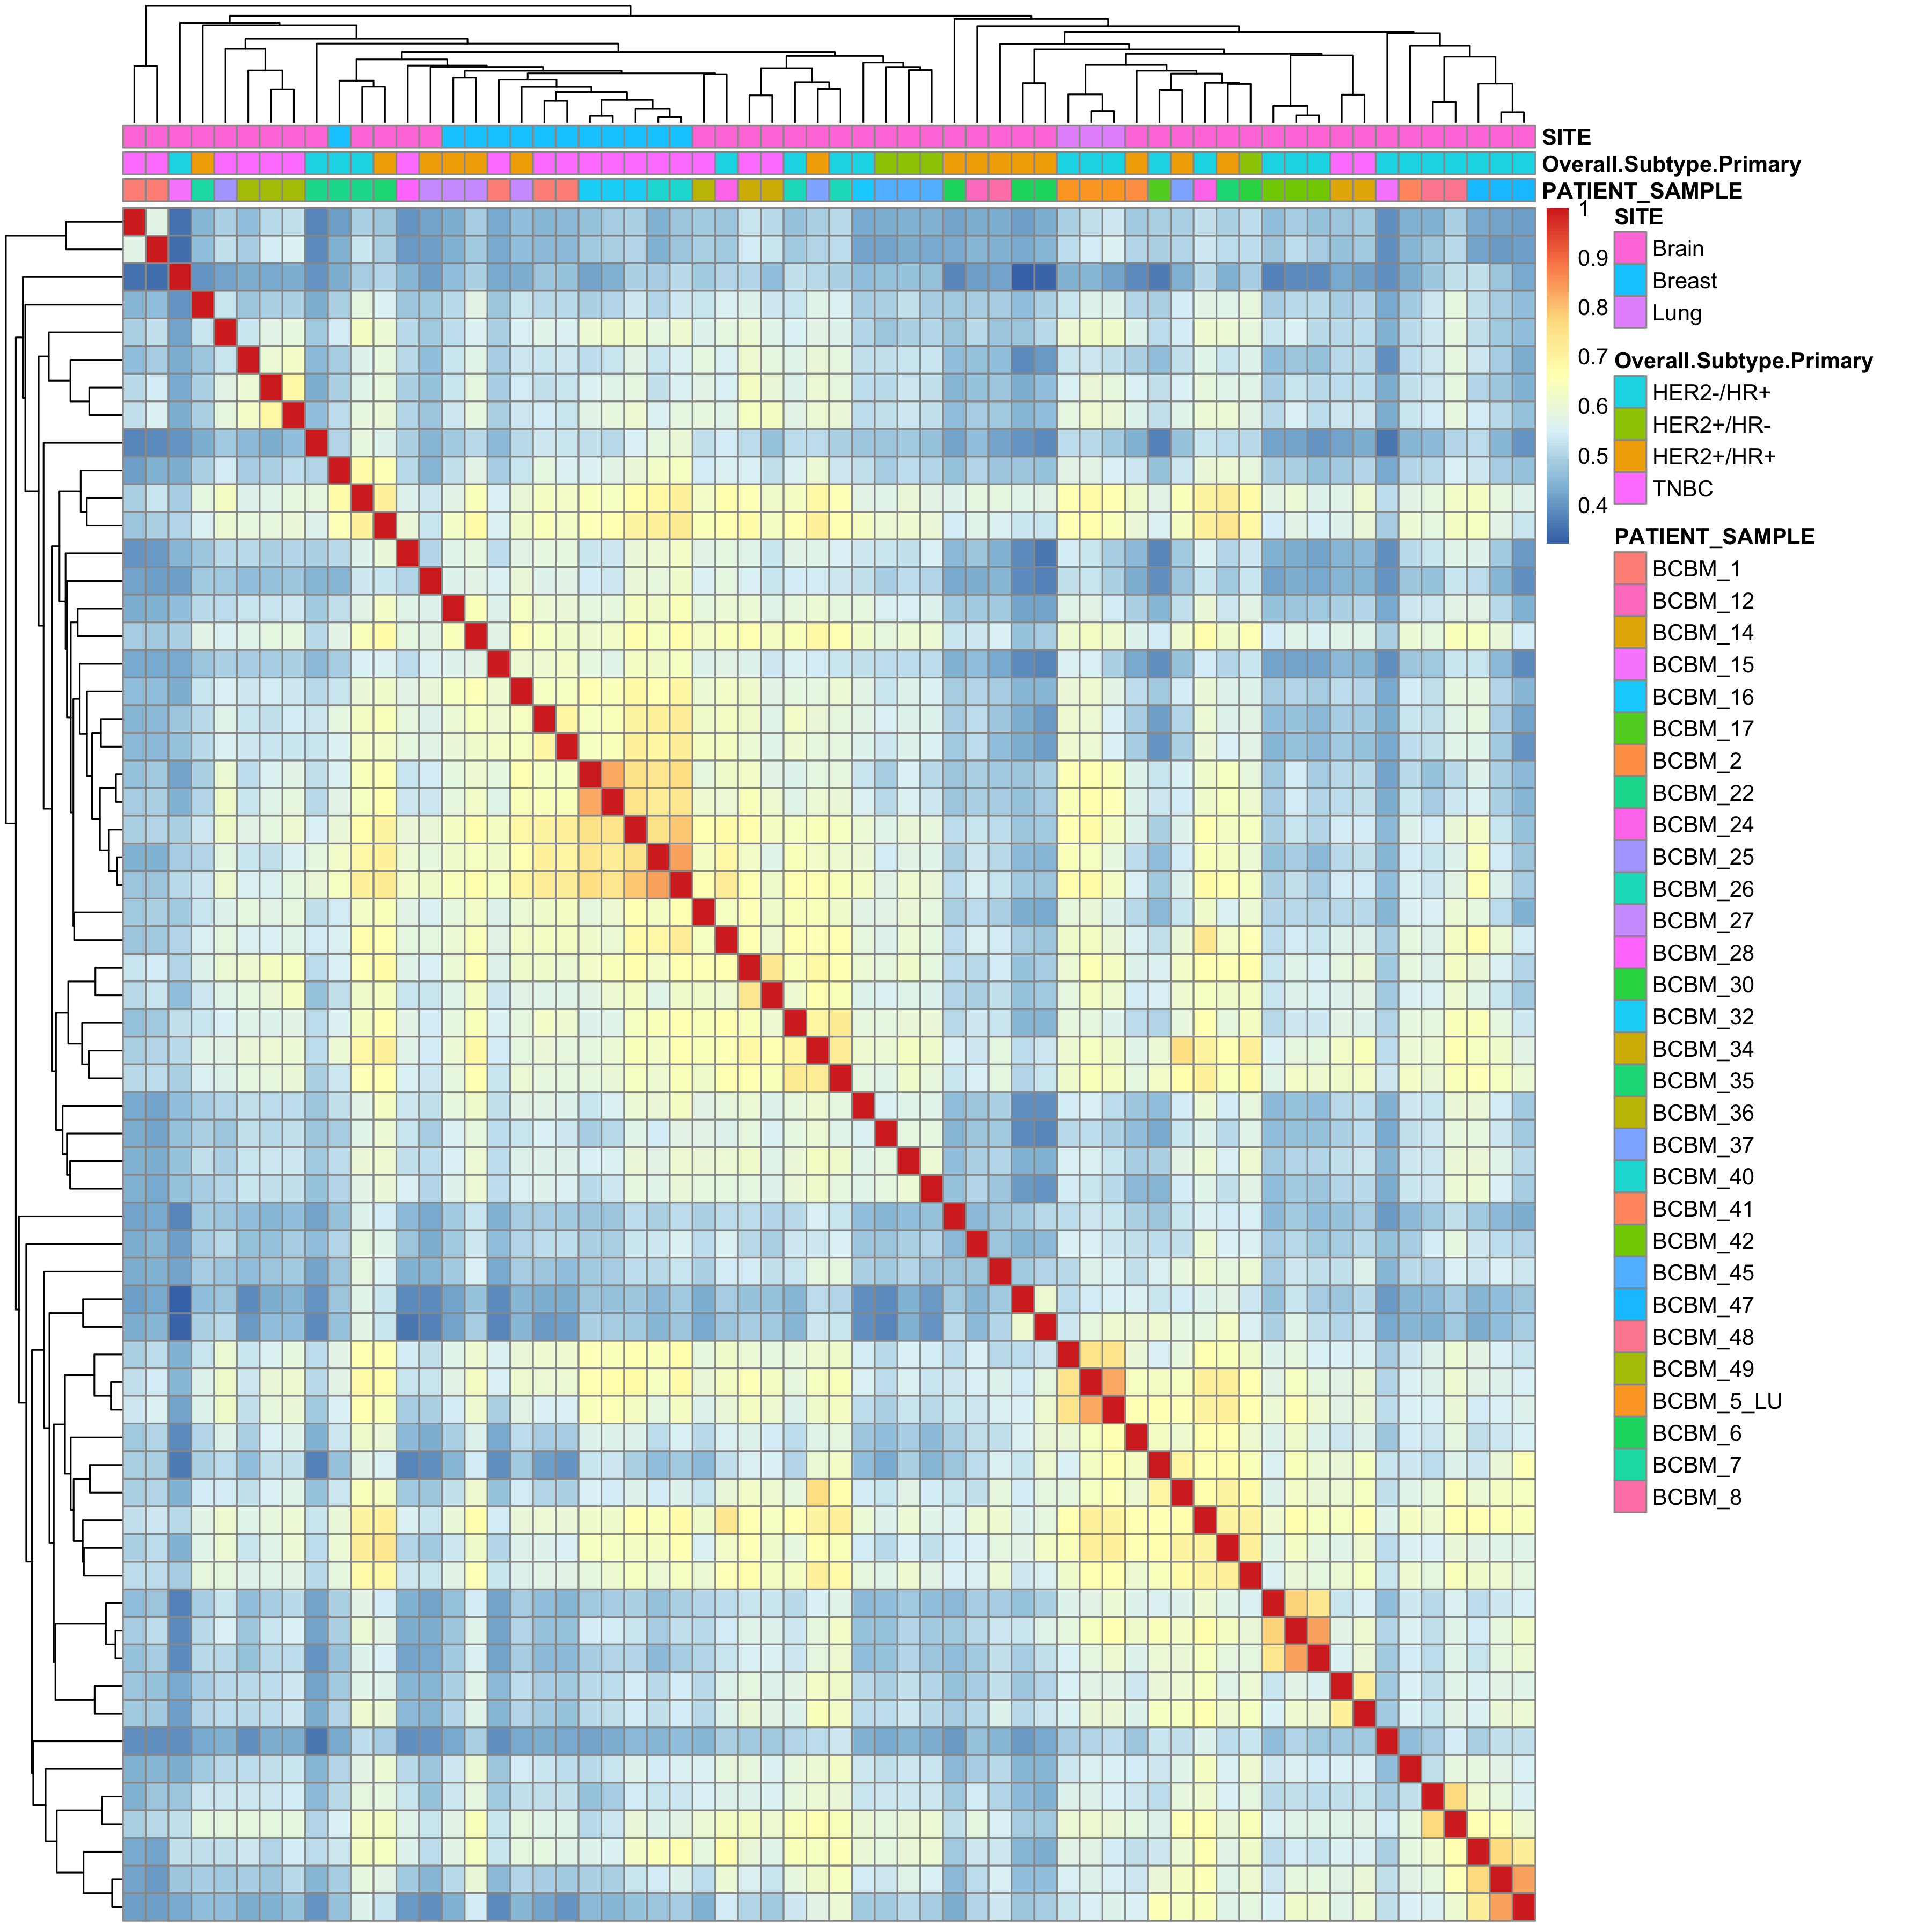 SITE
Overall.Subtype.Primary
PATIENT_SAMPLE
1
0.9
0.8
0.7
0.6
0.5
0.4
SITE
Brain
Breast
Lung
Overall.Subtype.Primary
HER2-/HR+
HER2+/HR-
HER2+/HR+
TNBC
PATIENT_SAMPLE
BCBM_1
BCBM_12
BCBM_14
BCBM_15
BCBM_16
BCBM_17
BCBM_2
BCBM_22
BCBM_24
BCBM_25
BCBM_26
BCBM_27
BCBM_28
BCBM_30
BCBM_32
BCBM_34
BCBM_35
BCBM_36
BCBM_37
BCBM_40
BCBM_41
BCBM_42
BCBM_45
BCBM_47
BCBM_48
BCBM_49
BCBM_5_LU
BCBM_6
BCBM_7
BCBM_8